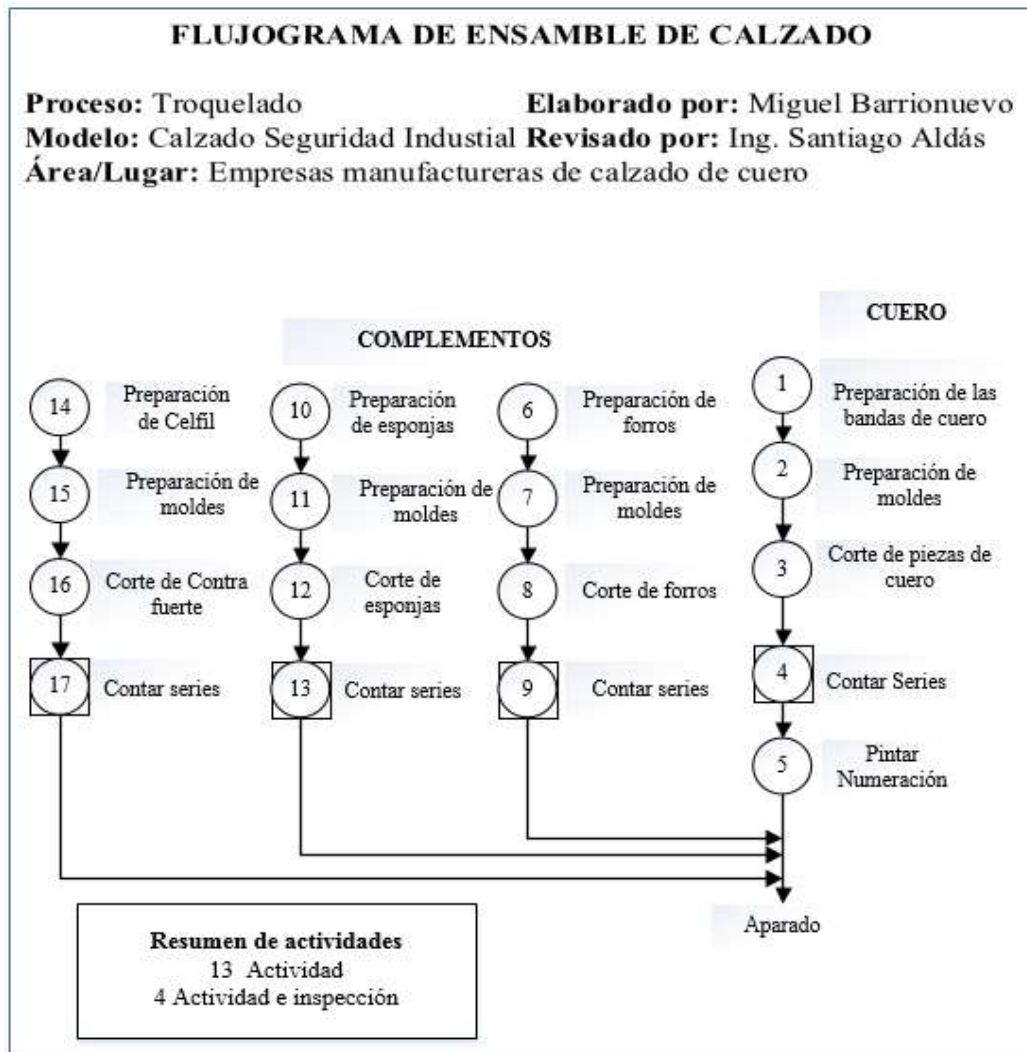 FLUJOGRAMA DE ENSAMBLE DE CALZADO
Proceso: Troquelado
Elaborado por: Miguel Barrionuevo
Modelo: Calzado Seguridad Industial
Revisado por: Ing. Santiago Aldás
Área/Lugar: Empresas manufactureras de calzado de cuero
CUERO
COMPLEMENTOS
14
Preparación
de Celfil
15
Preparación de
moldes
16
Corte de Contra
fuerte
17
Contar series
10
Preparación
de esponjas
11
Preparación de
moldes
12
Corte de
esponjas
13
Contar series
6
Preparación de
forros
7
Preparación de
moldes
8
Corte de forros
9
Contar series
1
Preparación de las
bandas de cuero
2
Preparación de
moldes
3
Corte de piezas de
cuero
4
Contar Series
5
Pintar
Numeración
Aparado
Resumen de actividades
13 Actividad
4 Actividad e inspección